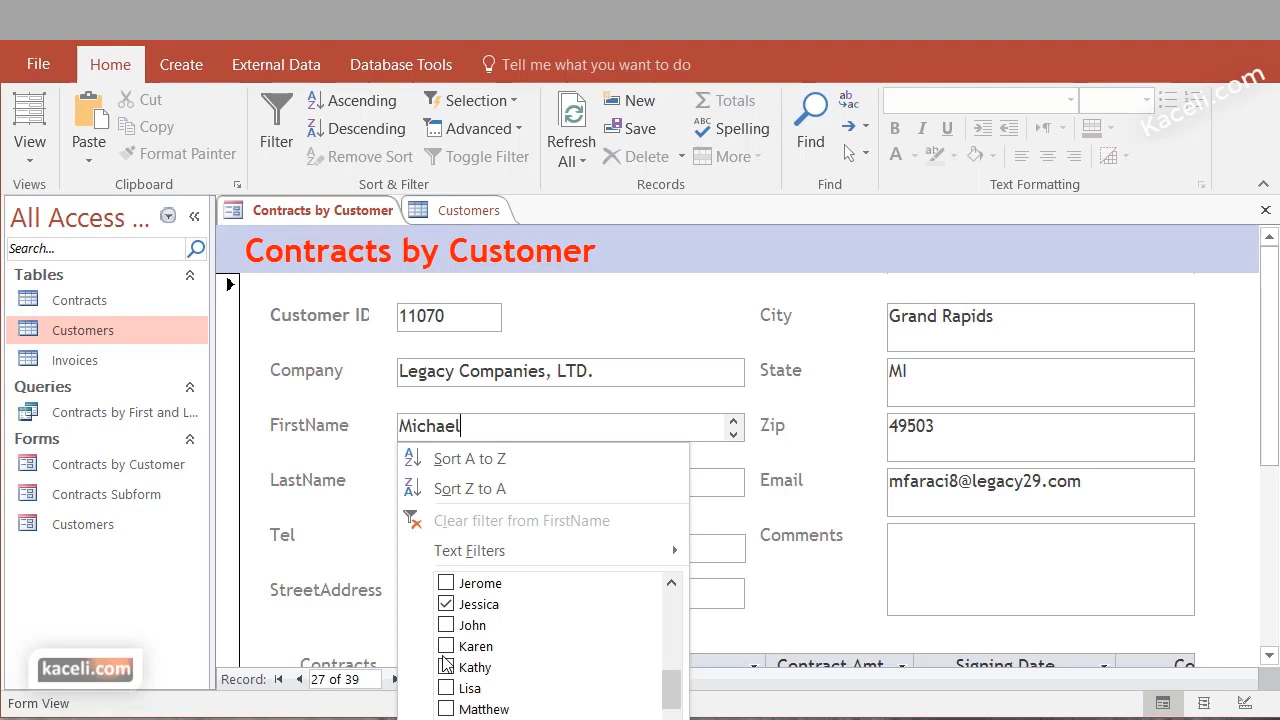 File Home Create External Data Database Tools Tell me what you want to do
Kaceli.com
View
Views
Paste
Cut
Copy
Format Painter
Clipboard
Filter
Ascending
Descending
Remove Sort
Selection
Advanced
Toggle Filter
Sort & Filter
Refresh
All
New
Save
Delete
Totals
Spelling
More
Records
Find
Find
B I U
A
Text Formatting
All Access ...
Search...
Tables
Contracts
Customers
Invoices
Queries
Contracts by First and L...
Forms
Contracts by Customer
Contracts Subform
Customers
kaceli.com
Contracts by Customer
Customers
Contracts by Customer
Customer ID 11070
Company Legacy Companies, LTD.
FirstName Michael
LastName
Tel
StreetAddress
City Grand Rapids
State MI
Zip 49503
Email mfaraci8@legacy29.com
Comments
Sort A to Z
Sort Z to A
Clear filter from FirstName
Text Filters
Jerome
Jessica
John
Karen
Kathy
Lisa
Matthew
Contracts
Contract Amt
Signing Date
Co
Record: 27 of 39
Form View